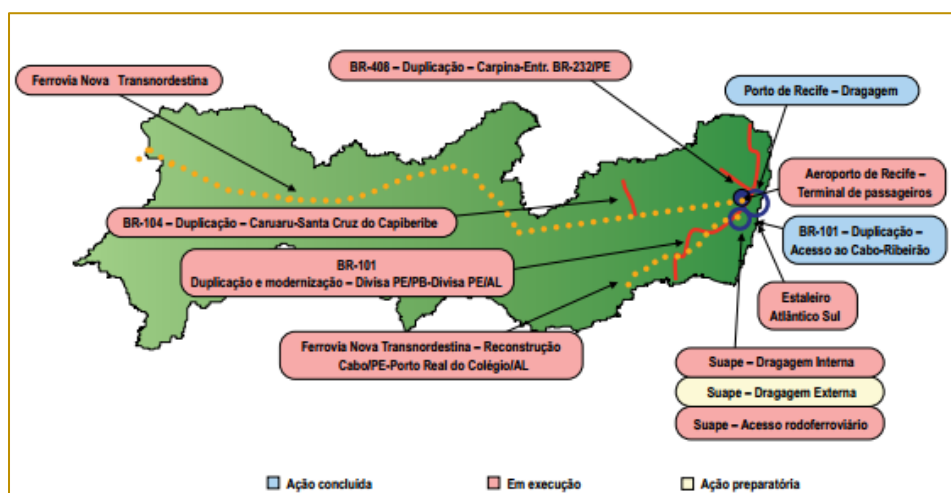 BR-408 – Duplicação – Carpina-Entr. BR-232/PE
Ferrovia Nova Transnordestina
Porto de Recife – Dragagem
Aeroporto de Recife –
Terminal de passageiros
BR-104 – Duplicação – Caruaru-Santa Cruz do Capiberibe
BR-101 – Duplicação –
Acesso ao Cabo-Ribeirão
BR-101
Duplicação e modernização – Divisa PE/PB-Divisa PE/AL
Estaleiro
Atlântico Sul
Ferrovia Nova Transnordestina – Reconstrução
Cabo/PE-Porto Real do Colégio/AL
Suape – Dragagem Interna
Suape – Dragagem Externa
Suape – Acesso rodoferroviário
Ação concluída
Em execução
Ação preparatória